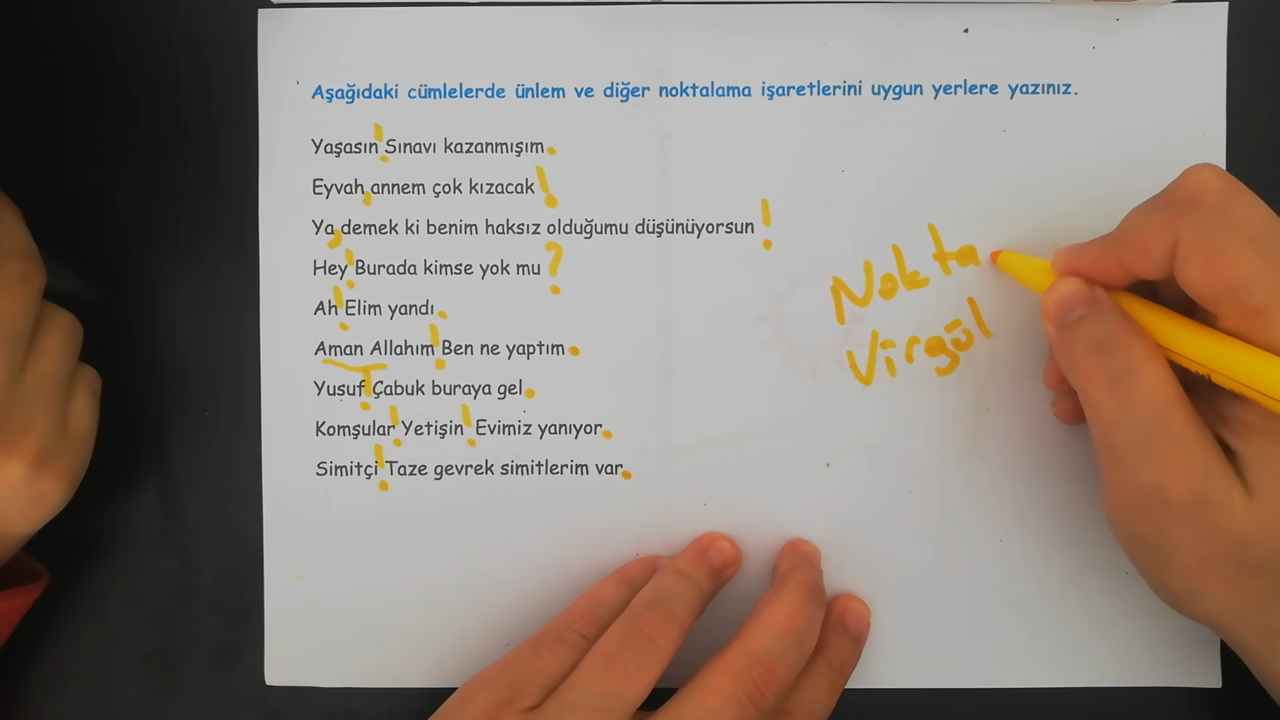 Aşağıdaki cümlelerde ünlem ve diğer noktalama işaretlerini uygun yerlere yazınız.
Yaşasın! Sınavı kazanmışım.
Eyvah, annem çok kızacak!
Ya, demek ki benim haksız olduğumu düşünüyorsun!
Hey! Burada kimse yok mu?
Ah! Elim yandı.
Aman Allahım! Ben ne yaptım.
Yusuf! Çabuk buraya gel.
Komşular! Yetişin! Evimiz yanıyor.
Simitçi! Taze gevrek simitlerim var.
Nokta
Virgül